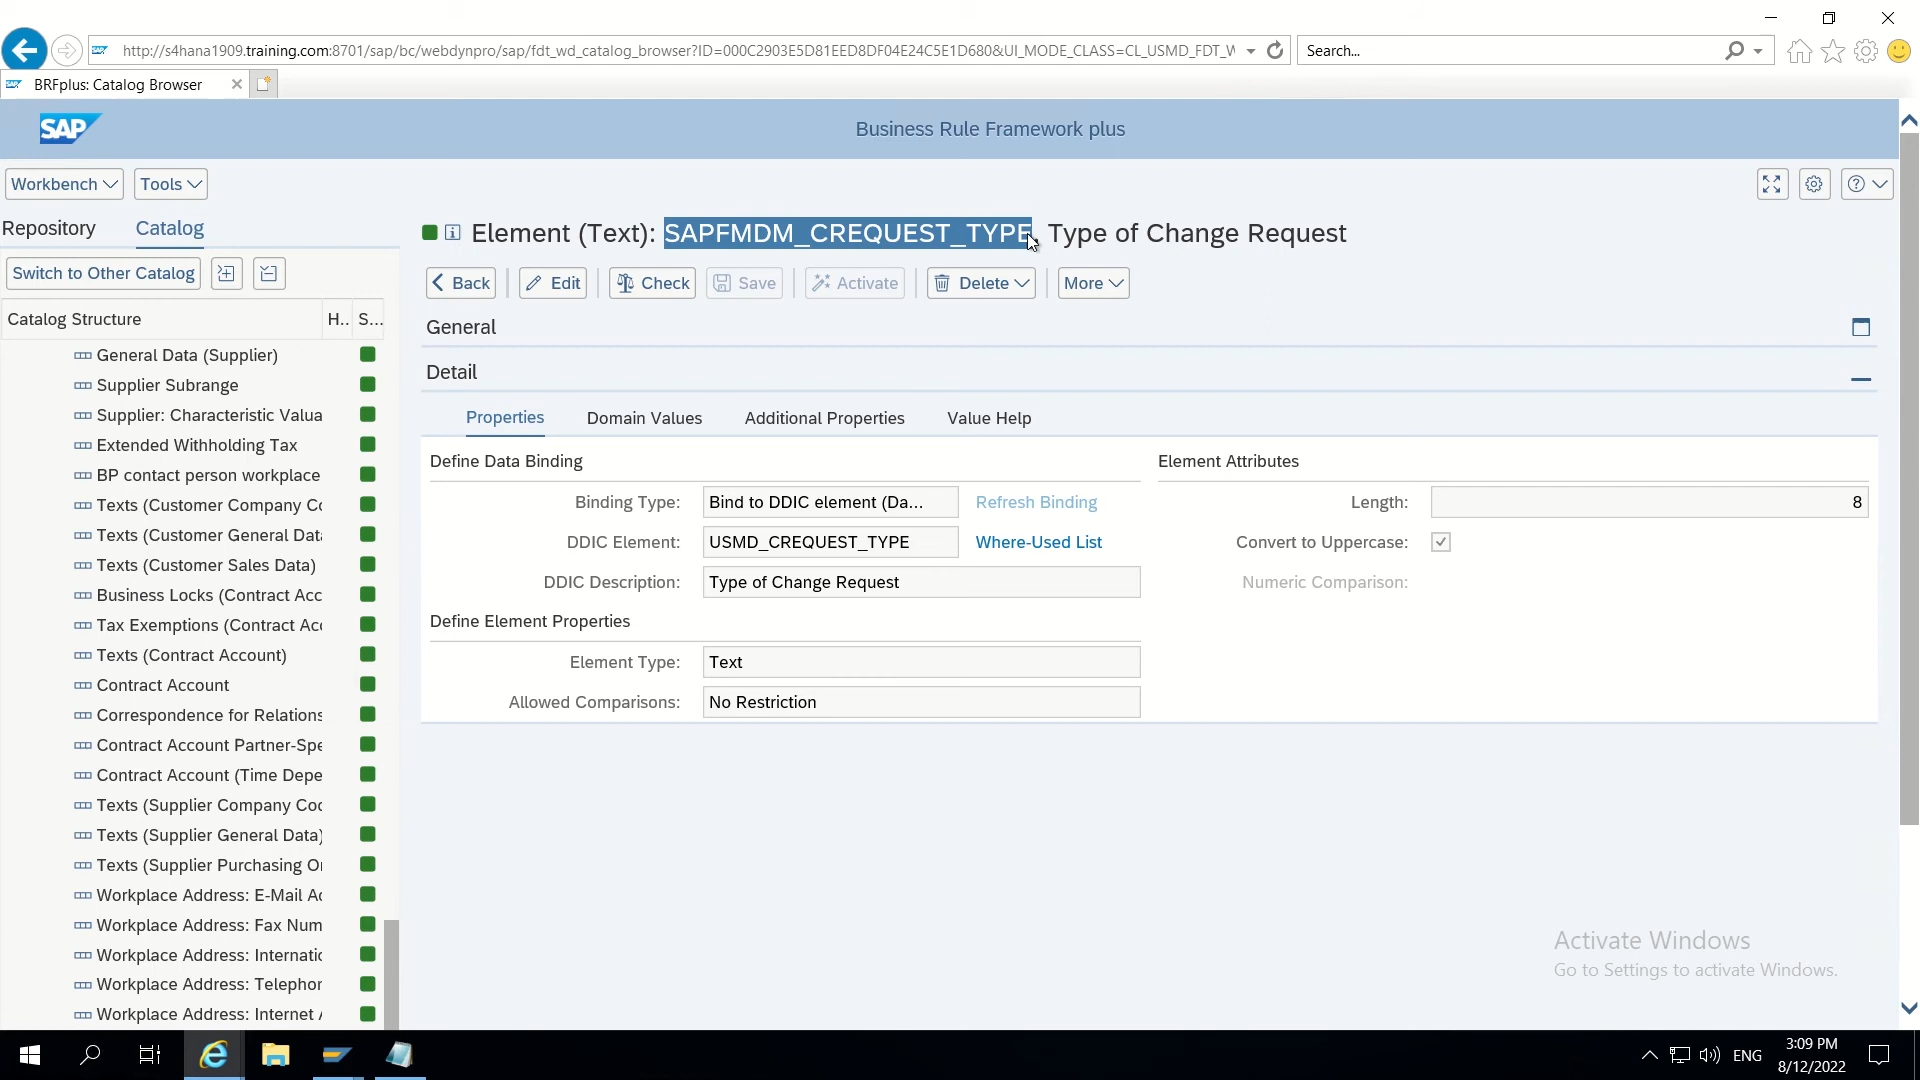 http://s4hana1909.training.com:8701/sap/bc/webdynpro/sap/fdt_wd_catalog_browser?ID=000C2903E5D81EED8DF04E24C5E1D680&UI_MODE_CLASS=CL_USMD_FDT_W
Search...
BRFplus: Catalog Browser
SAP
Business Rule Framework plus
Workbench
Tools
Repository
Catalog
Element (Text): SAPFMDM_CREQUEST_TYPE, Type of Change Request
Switch to Other Catalog
Back
Edit
Check
Save
Activate
Delete
More
Catalog Structure
H..
S...
General
Detail
General Data (Supplier)
Supplier Subrange
Supplier: Characteristic Valua
Extended Withholding Tax
BP contact person workplace
Texts (Customer Company Co
Texts (Customer General Data
Texts (Customer Sales Data)
Business Locks (Contract Acc
Tax Exemptions (Contract Acc
Texts (Contract Account)
Contract Account
Correspondence for Relations
Contract Account Partner-Spe
Contract Account (Time Depe
Texts (Supplier Company Cod
Texts (Supplier General Data)
Texts (Supplier Purchasing Or
Workplace Address: E-Mail Ad
Workplace Address: Fax Num
Workplace Address: Internatic
Workplace Address: Telephor
Workplace Address: Internet A
Properties
Domain Values
Additional Properties
Value Help
Define Data Binding
Binding Type: Bind to DDIC element (Da... Refresh Binding
DDIC Element: USMD_CREQUEST_TYPE Where-Used List
DDIC Description: Type of Change Request
Define Element Properties
Element Type: Text
Allowed Comparisons: No Restriction
Element Attributes
Length: 8
Convert to Uppercase:
Numeric Comparison:
Activate Windows
Go to Settings to activate Windows.
ENG
3:09 PM
8/12/2022